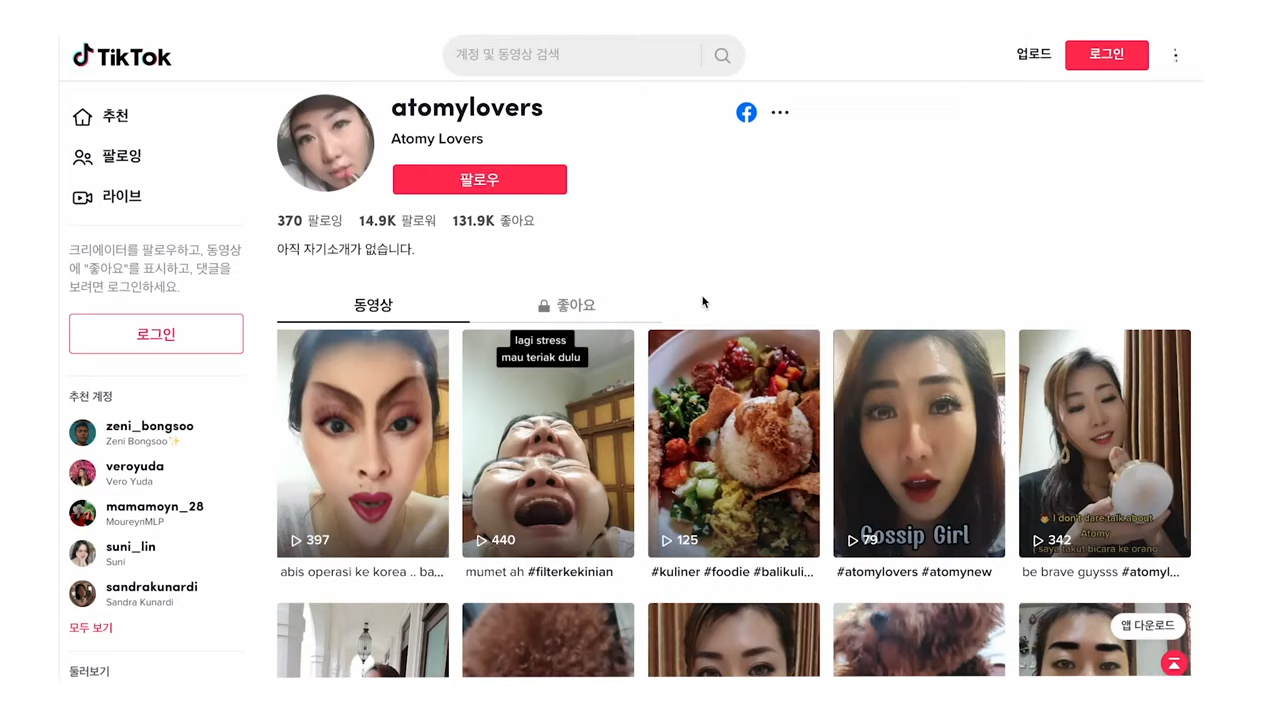 TikTok
계정 및 동영상 검색
업로드
로그인
추천
팔로잉
라이브
크리에이터를 팔로우하고, 동영상
에 "좋아요"를 표시하고, 댓글을
보려면 로그인하세요.
로그인
추천 계정
zeni_bongsoo
Zeni Bongsoo✨
veroyuda
Vero Yuda
mamamoyn_28
MoureynMLP
suni_lin
Suni
sandrakunardi
Sandra Kunardi
모두 보기
둘러보기
atomylovers
Atomy Lovers
팔로우
370 팔로잉 14.9K 팔로워 131.9K 좋아요
아직 자기소개가 없습니다.
동영상
좋아요
397
abis operasi ke korea .. ba...
lagi stress
mau teriak dulu
440
mumet ah #filterkekinian
125
#kuliner #foodie #balikuli...
Gossip Girl
79
#atomylovers #atomynew
I don't dare talk about
Atomy
saya takut bicara ke orang
342
be brave guysss #atomyl...
앱 다운로드